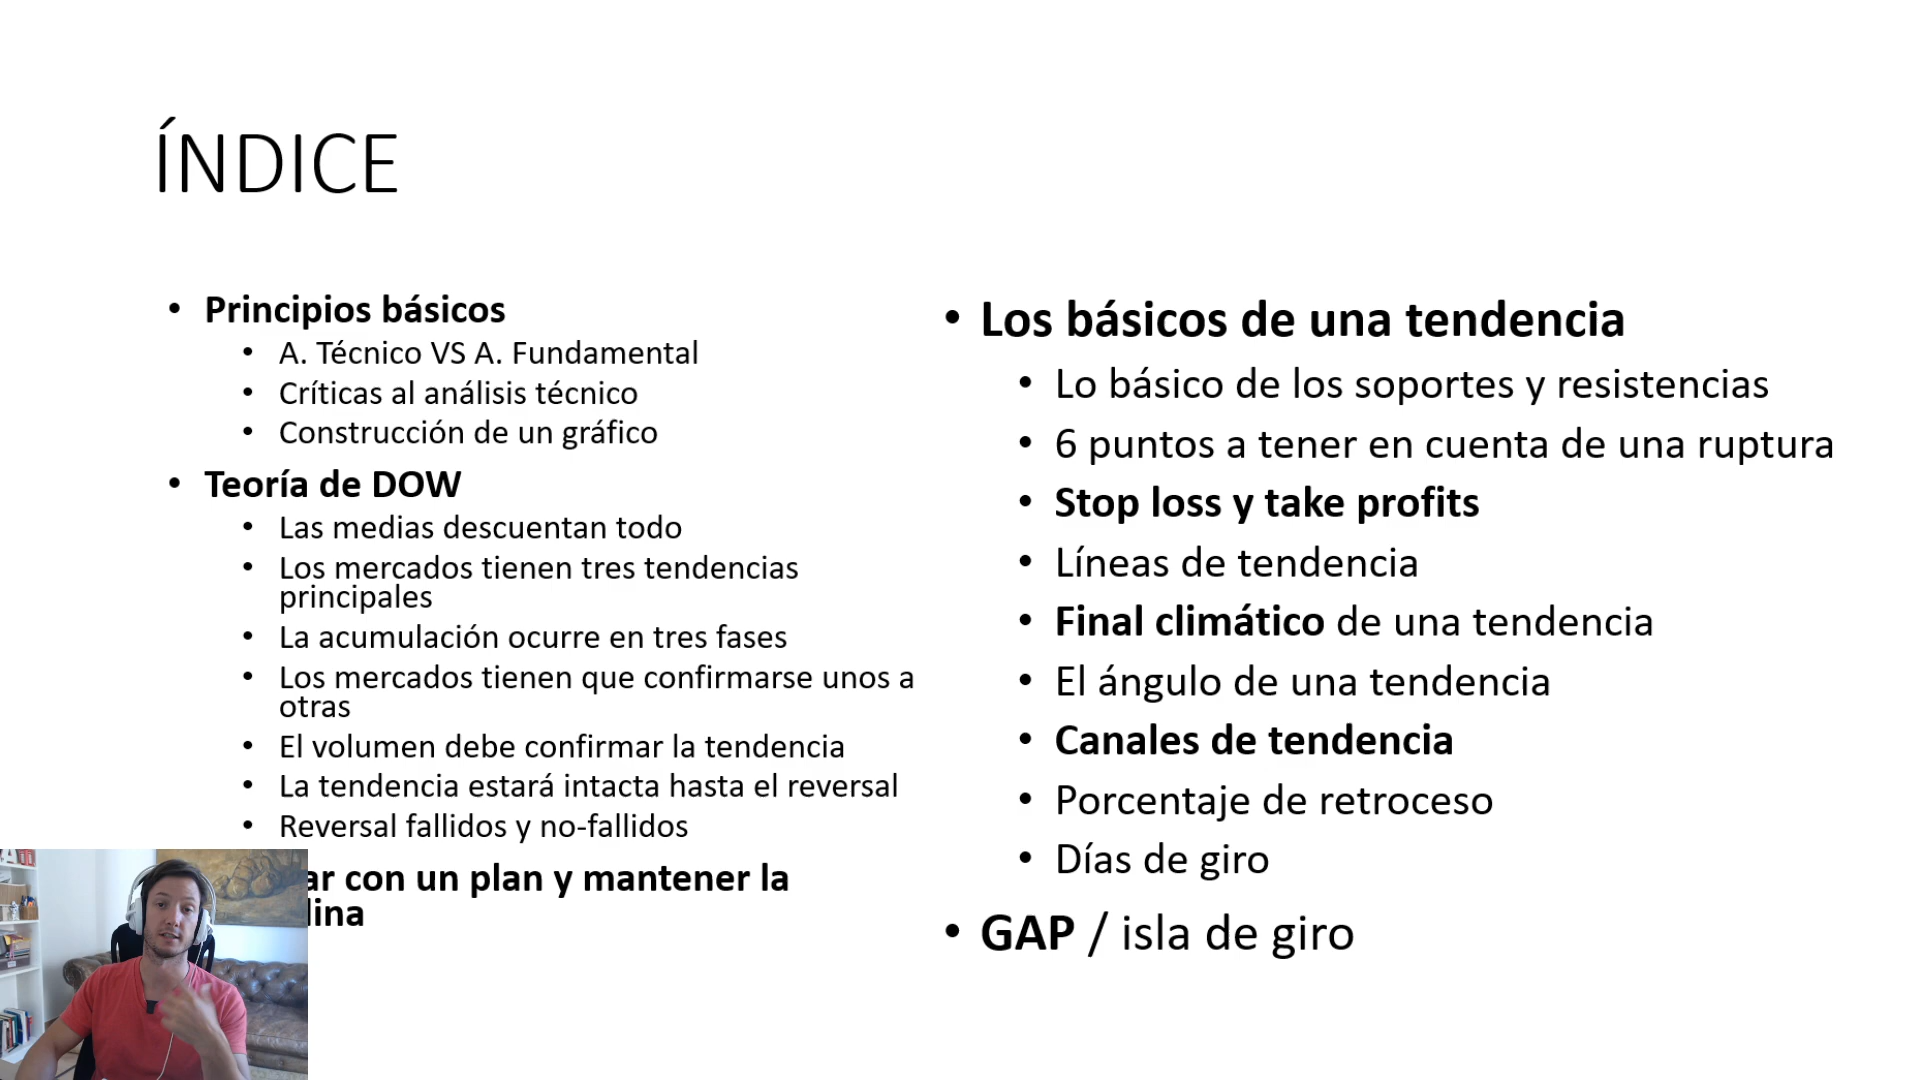 ÍNDICE
• Principios básicos
• A. Técnico VS A. Fundamental
• Críticas al análisis técnico
• Construcción de un gráfico
• Teoría de DOW
• Las medias descuentan todo
• Los mercados tienen tres tendencias
principales
• La acumulación ocurre en tres fases
• Los mercados tienen que confirmarse unos a
otras
• El volumen debe confirmar la tendencia
• La tendencia estará intacta hasta el reversal
• Reversal fallidos y no-fallidos
ar con un plan y mantener la
lina
• Los básicos de una tendencia
• Lo básico de los soportes y resistencias
• 6 puntos a tener en cuenta de una ruptura
• Stop loss y take profits
• Líneas de tendencia
• Final climático de una tendencia
• El ángulo de una tendencia
• Canales de tendencia
• Porcentaje de retroceso
• Días de giro
• GAP / isla de giro